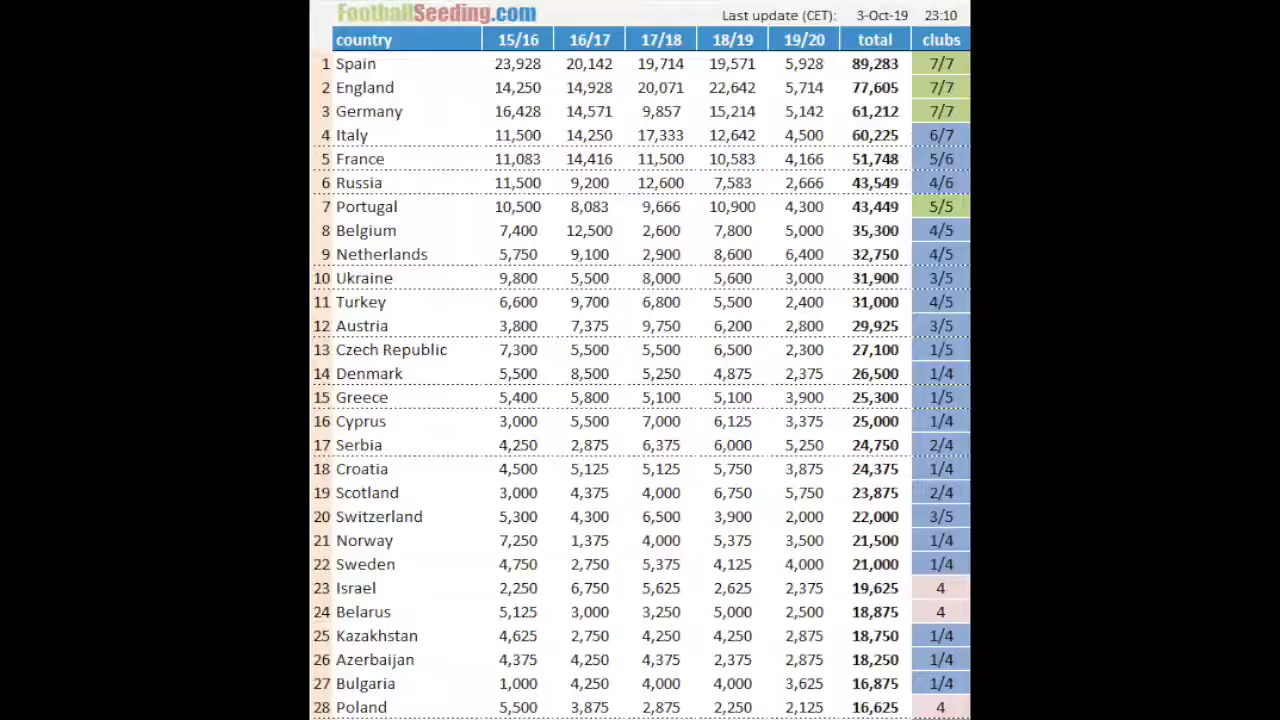 FootballSeeding.com Last update (CET): 3-Oct-19 23:10
country 15/16 16/17 17/18 18/19 19/20 total clubs
1 Spain 23,928 20,142 19,714 19,571 5,928 89,283 7/7
2 England 14,250 14,928 20,071 22,642 5,714 77,605 7/7
3 Germany 16,428 14,571 9,857 15,214 5,142 61,212 7/7
4 Italy 11,500 14,250 17,333 12,642 4,500 60,225 6/7
5 France 11,083 14,416 11,500 10,583 4,166 51,748 5/6
6 Russia 11,500 9,200 12,600 7,583 2,666 43,549 4/6
7 Portugal 10,500 8,083 9,666 10,900 4,300 43,449 5/5
8 Belgium 7,400 12,500 2,600 7,800 5,000 35,300 4/5
9 Netherlands 5,750 9,100 2,900 8,600 6,400 32,750 4/5
10 Ukraine 9,800 5,500 8,000 5,600 3,000 31,900 3/5
11 Turkey 6,600 9,700 6,800 5,500 2,400 31,000 4/5
12 Austria 3,800 7,375 9,750 6,200 2,800 29,925 3/5
13 Czech Republic 7,300 5,500 5,500 6,500 2,300 27,100 1/5
14 Denmark 5,500 8,500 5,250 4,875 2,375 26,500 1/4
15 Greece 5,400 5,800 5,100 5,100 3,900 25,300 1/5
16 Cyprus 3,000 5,500 7,000 6,125 3,375 25,000 1/4
17 Serbia 4,250 2,875 6,375 6,000 5,250 24,750 2/4
18 Croatia 4,500 5,125 5,125 5,750 3,875 24,375 1/4
19 Scotland 3,000 4,375 4,000 6,750 5,750 23,875 2/4
20 Switzerland 5,300 4,300 6,500 3,900 2,000 22,000 3/5
21 Norway 7,250 1,375 4,000 5,375 3,500 21,500 1/4
22 Sweden 4,750 2,750 5,375 4,125 4,000 21,000 1/4
23 Israel 2,250 6,750 5,625 2,625 2,375 19,625 4
24 Belarus 5,125 3,000 3,250 5,000 2,500 18,875 4
25 Kazakhstan 4,625 2,750 4,250 4,250 2,875 18,750 1/4
26 Azerbaijan 4,375 4,250 4,375 2,375 2,875 18,250 1/4
27 Bulgaria 1,000 4,250 4,000 4,000 3,625 16,875 1/4
28 Poland 5,500 3,875 2,875 2,250 2,125 16,625 4